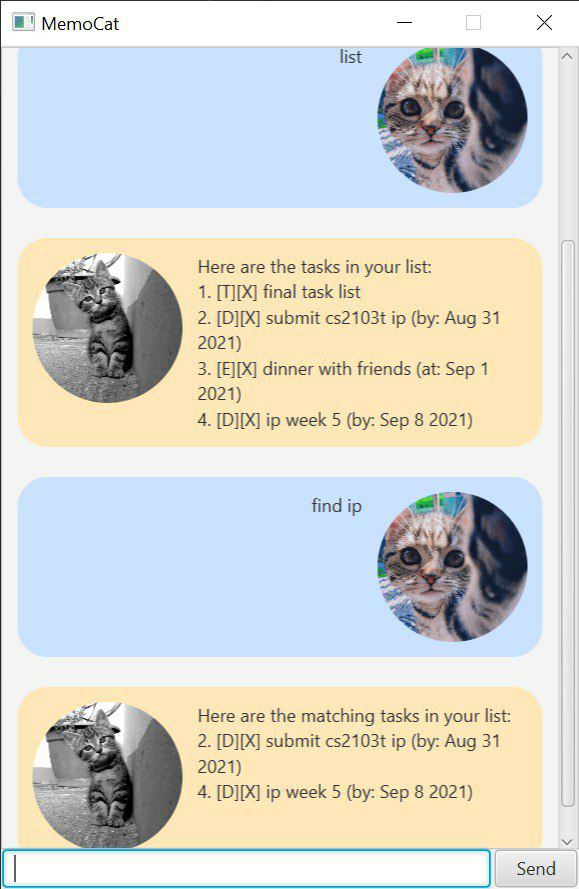 MemoCat
list
Here are the tasks in your list:
1. [T][X] final task list
2. [D][X] submit cs2103t ip (by: Aug 31
2021)
3. [E][X] dinner with friends (at: Sep 1
2021)
4. [D][X] ip week 5 (by: Sep 8 2021)
find ip
Here are the matching tasks in your list:
2. [D][X] submit cs2103t ip (by: Aug 31
2021)
4. [D][X] ip week 5 (by: Sep 8 2021)
Send